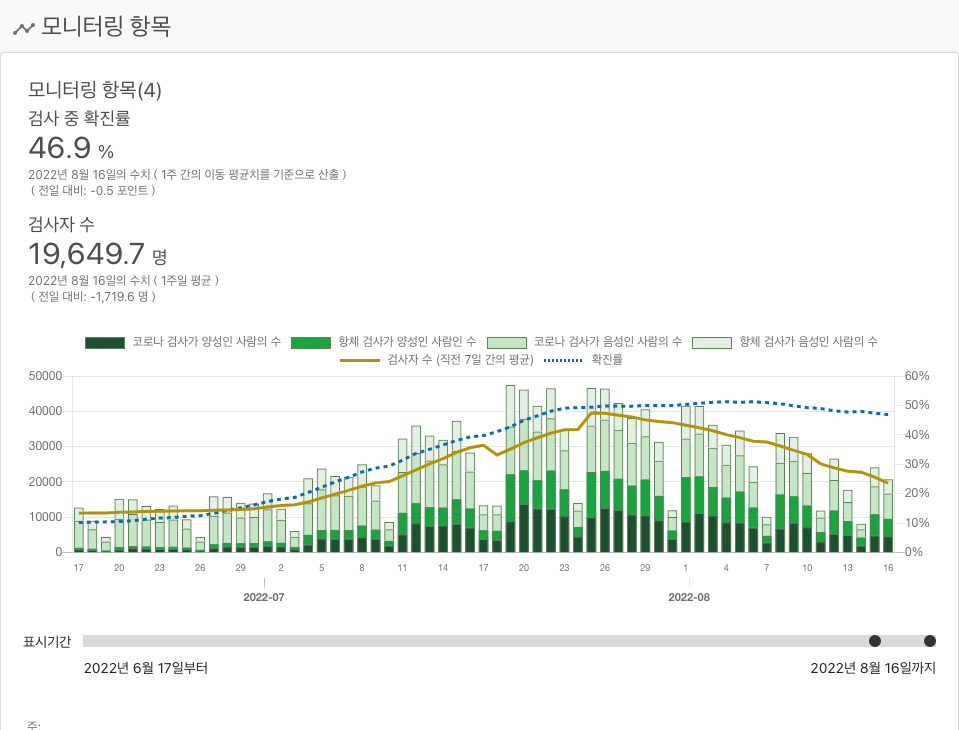 모니터링 항목
모니터링 항목(4)
검사 중 확진률
46.9 %
2022년 8월 16일의 수치 ( 1주 간의 이동 평균치를 기준으로 산출 )
( 전일 대비: -0.5 포인트 )
검사자 수
19,649.7 명
2022년 8월 16일의 수치 ( 1주일 평균 )
( 전일 대비: -1,719.6 명 )
코로나 검사가 양성인 사람의 수 항체 검사가 양성인 사람인 수 코로나 검사가 음성인 사람의 수 항체 검사가 음성인 사람의 수
검사자 수 (직전 7일 간의 평균) 확진률
50000 60%
40000 50%
30000 40%
20000 30%
10000 20%
0 10%
0%
17 20 23 26 29 2 5 8 11 14 17 20 23 26 29 1 4 7 10 13 16
2022-07 2022-08
표시기간
2022년 6월 17일부터 2022년 8월 16일까지
주: